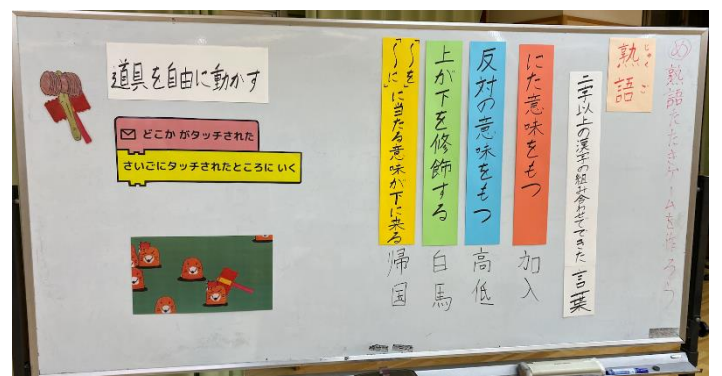 め 熟語をたたきゲームを作ろう
じゅく ご
熟語
二字以上の漢字の組み合わせでできた 言葉
にた意味をもつ
加入
反対の意味をもつ
高低
上が下を修飾する
白馬
「〜を」
「〜に」に当たる意味が下に来る
帰国
道具を自由に動かす
どこか がタッチされた
さいごにタッチされたところに いく